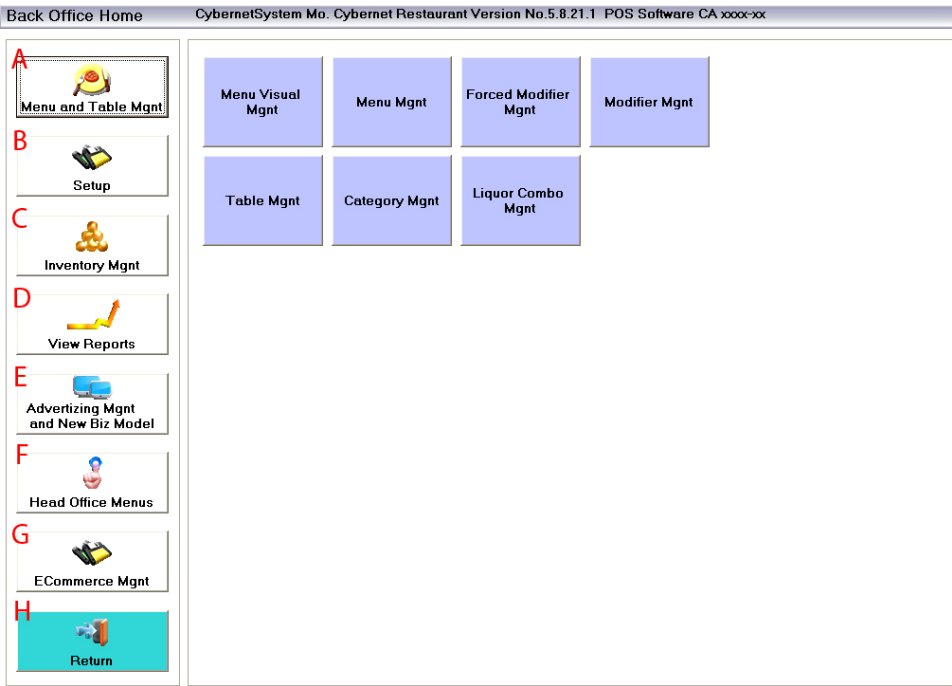 Back Office Home
CybernetSystem Mo. Cybernet Restaurant Version No.5.8.21.1 POS Software CA xxxx-xx
A
Menu and Table Mgnt
B
Setup
C
Inventory Mgnt
D
View Reports
E
Advertizing Mgnt
and New Biz Model
F
Head Office Menus
G
ECommerce Mgnt
H
Return
Menu Visual
Mgnt
Menu Mgnt
Forced Modifier
Mgnt
Modifier Mgnt
Table Mgnt
Category Mgnt
Liquor Combo
Mgnt